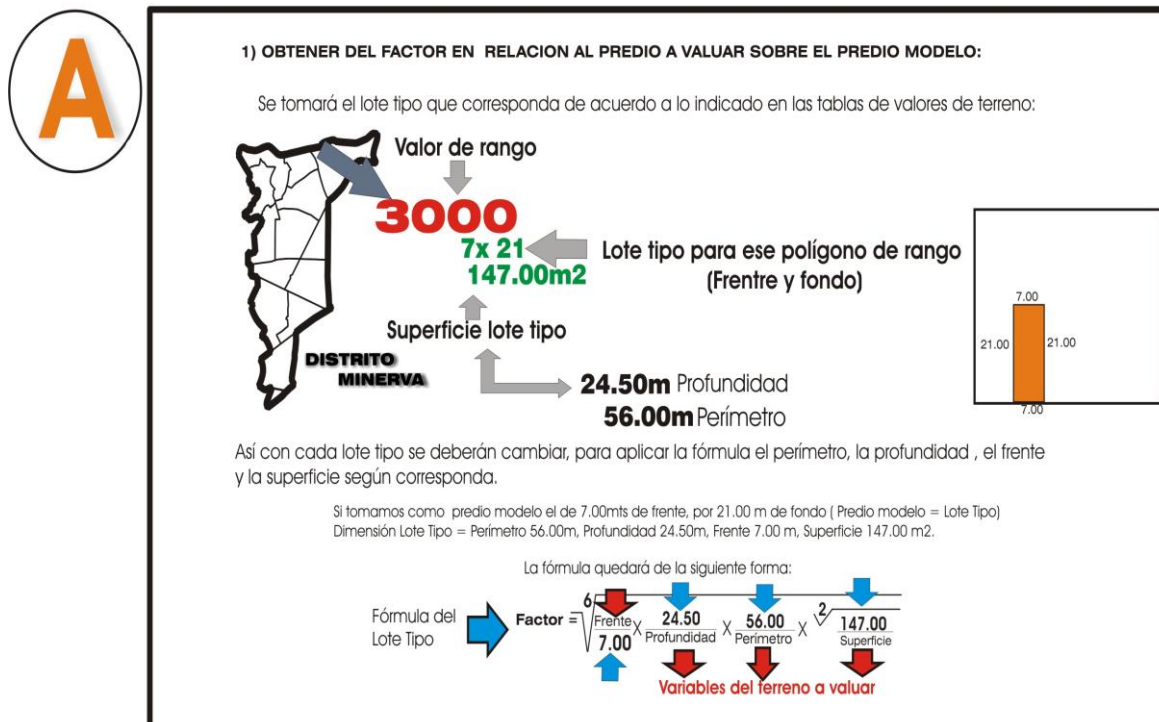 A
1) OBTENER DEL FACTOR EN RELACION AL PREDIO A VALUAR SOBRE EL PREDIO MODELO:
Se tomará el lote tipo que corresponda de acuerdo a lo indicado en las tablas de valores de terreno:
Valor de rango
3000
7x 21
147.00m2
Lote tipo para ese polígono de rango
(Frentre y fondo)
Superficie lote tipo
DISTRITO
MINERVA
24.50m Profundidad
56.00m Perímetro
7.00
21.00
21.00
7.00
Así con cada lote tipo se deberán cambiar, para aplicar la fórmula el perímetro, la profundidad , el frente
y la superficie según corresponda.
Si tomamos como predio modelo el de 7.00mts de frente, por 21.00 m de fondo ( Predio modelo = Lote Tipo)
Dimensión Lote Tipo = Perímetro 56.00m, Profundidad 24.50m, Frente 7.00 m, Superficie 147.00 m2.
La fórmula quedará de la siguiente forma:
Fórmula del
Lote Tipo
Factor = 6√ Frente X 24.50 X 56.00 X 2√ 147.00
7.00 Profundidad Perímetro Superficie
Variables del terreno a valuar